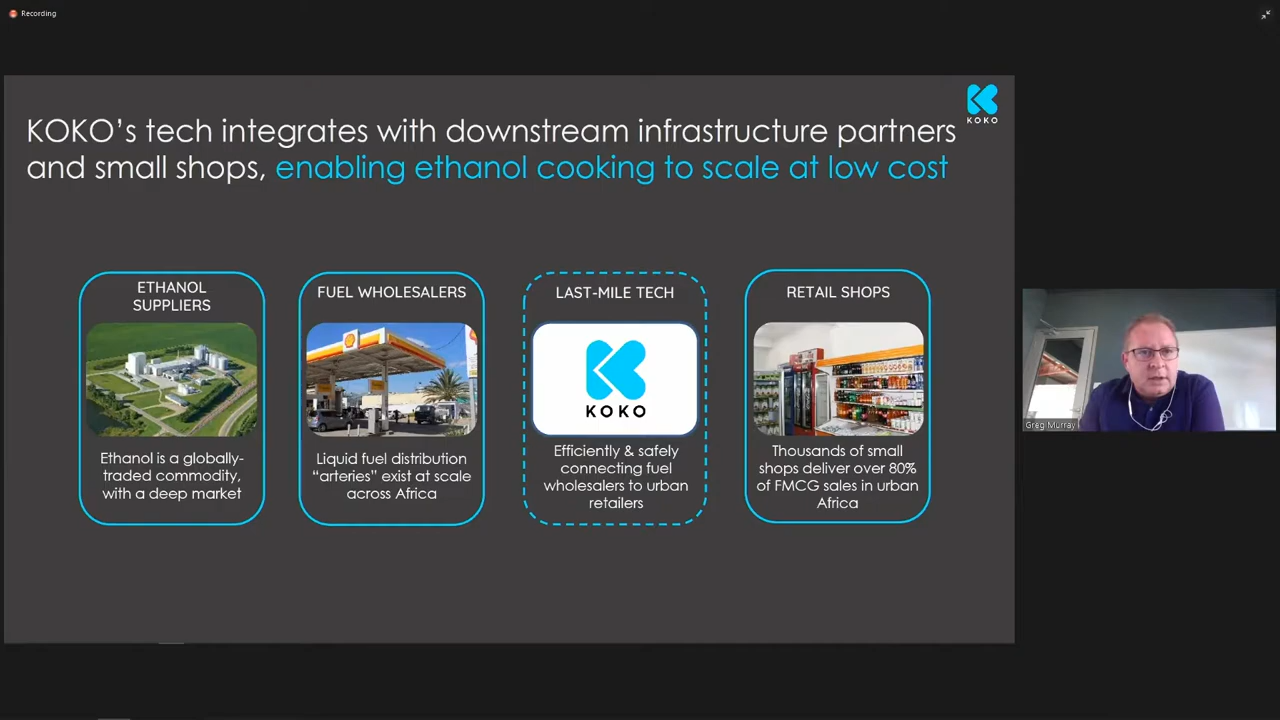 Recording
KOKO
KOKO's tech integrates with downstream infrastructure partners
and small shops, enabling ethanol cooking to scale at low cost
ETHANOL
SUPPLIERS
Ethanol is a globally-
traded commodity,
with a deep market
FUEL WHOLESALERS
Liquid fuel distribution
“arteries” exist at scale
across Africa
LAST-MILE TECH
KOKO
Efficiently & safely
connecting fuel
wholesalers to urban
retailers
RETAIL SHOPS
Thousands of small
shops deliver over 80%
of FMCG sales in urban
Africa
Greg Murray